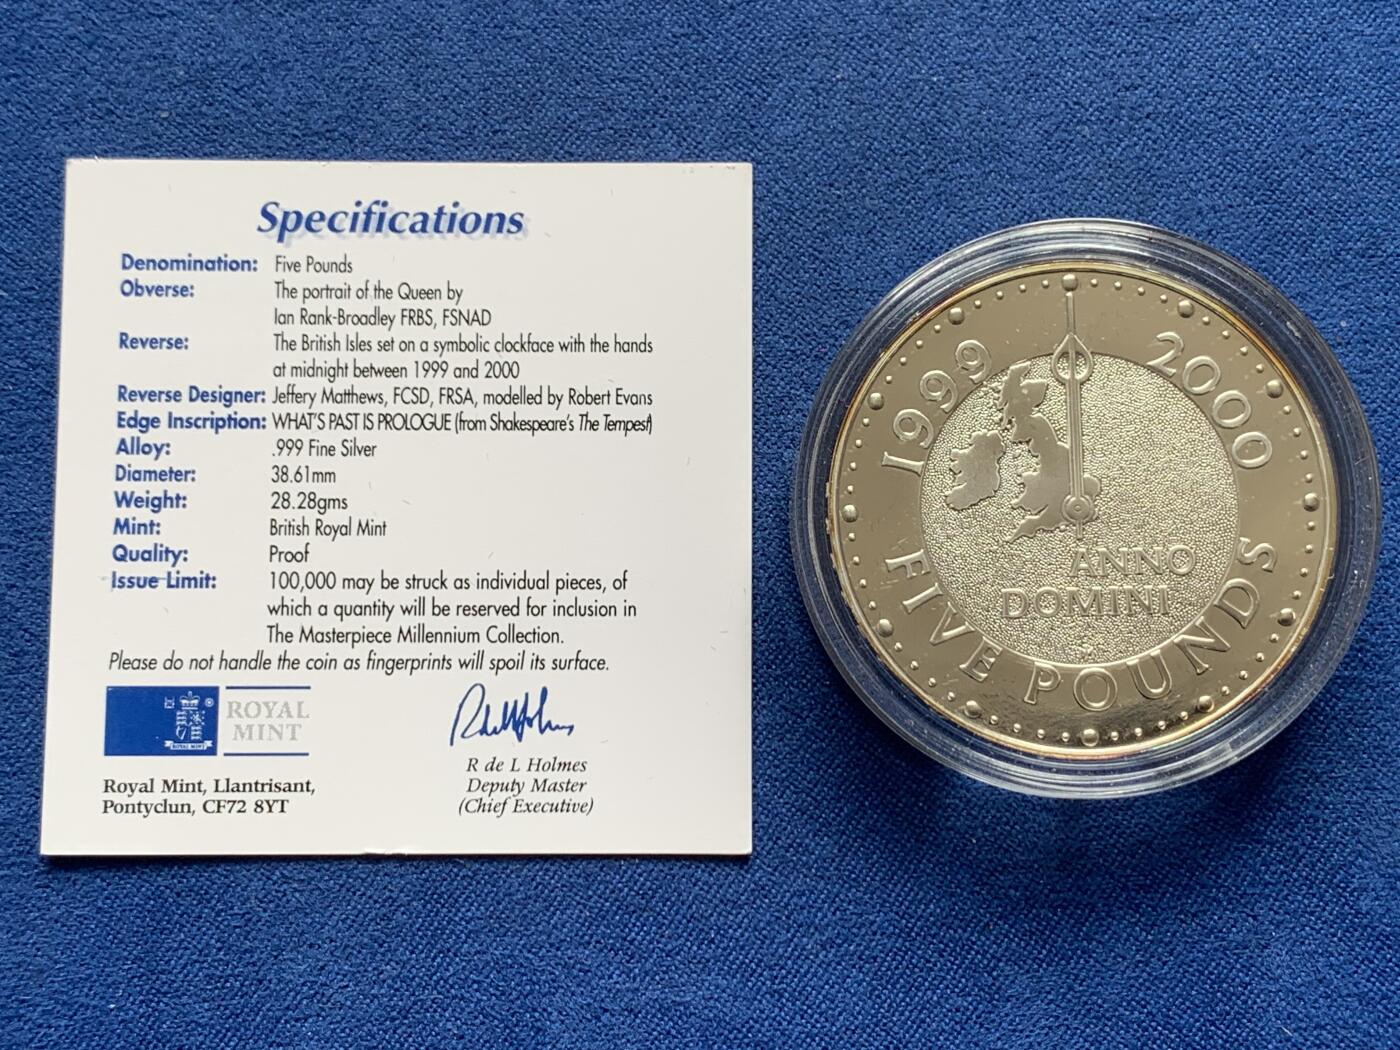 Specifications
Denomination: Five Pounds
Obverse: The portrait of the Queen by
Ian Rank-Broadley FRBS, FSNAD
Reverse: The British Isles set on a symbolic clockface with the hands
at midnight between 1999 and 2000
Reverse Designer: Jeffery Matthews, FCSD, FRSA, modelled by Robert Evans
Edge Inscription: WHAT'S PAST IS PROLOGUE (from Shakespeare's The Tempest)
Alloy: .999 Fine Silver
Diameter: 38.61mm
Weight: 28.28gms
Mint: British Royal Mint
Quality: Proof
Issue Limit: 100,000 may be struck as individual pieces, of
which a quantity will be reserved for inclusion in
The Masterpiece Millennium Collection.
Please do not handle the coin as fingerprints will spoil its surface.
ROYAL MINT
®
ROYAL
MINT
Royal Mint, Llantrisant,
Pontyclun, CF72 8YT
R de L Holmes
Deputy Master
(Chief Executive)
1999 2000
ANNO
DOMINI
FIVE POUNDS